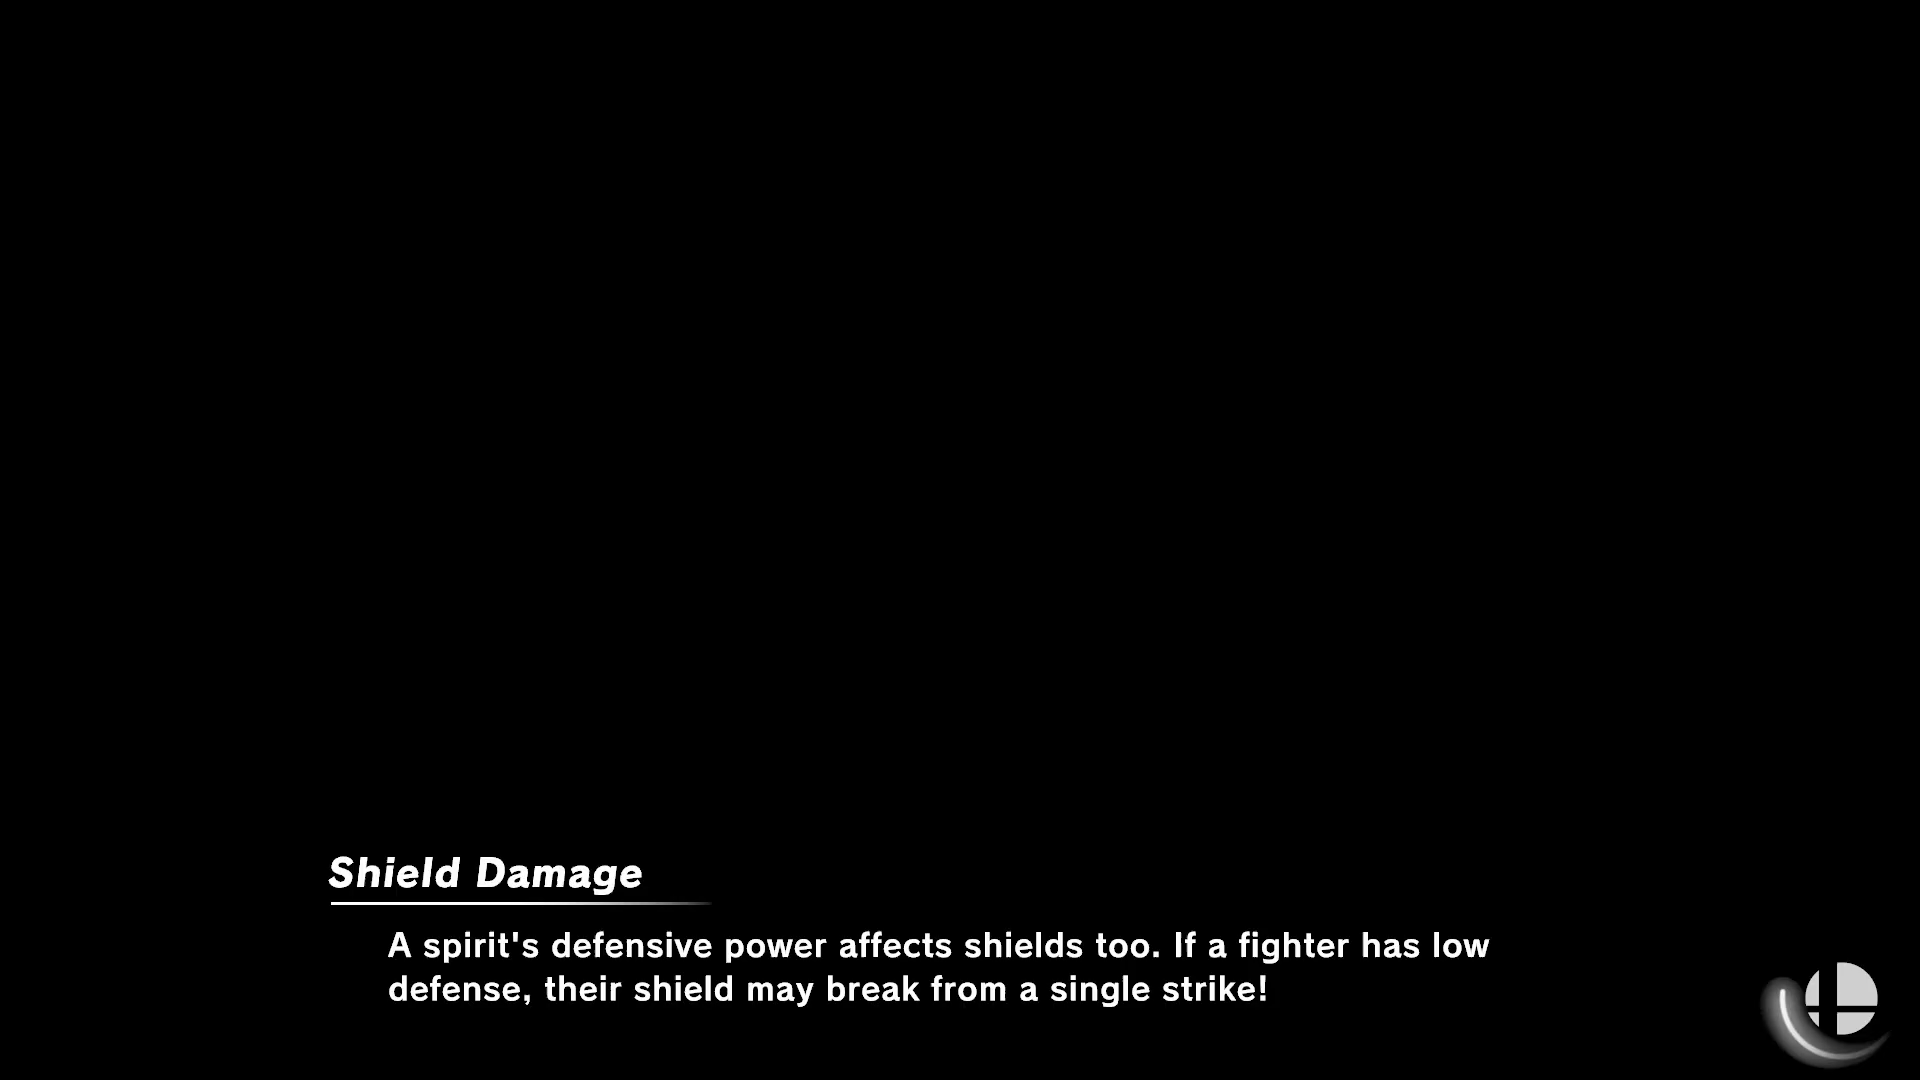 Shield Damage
A spirit's defensive power affects shields too. If a fighter has low
defense, their shield may break from a single strike!